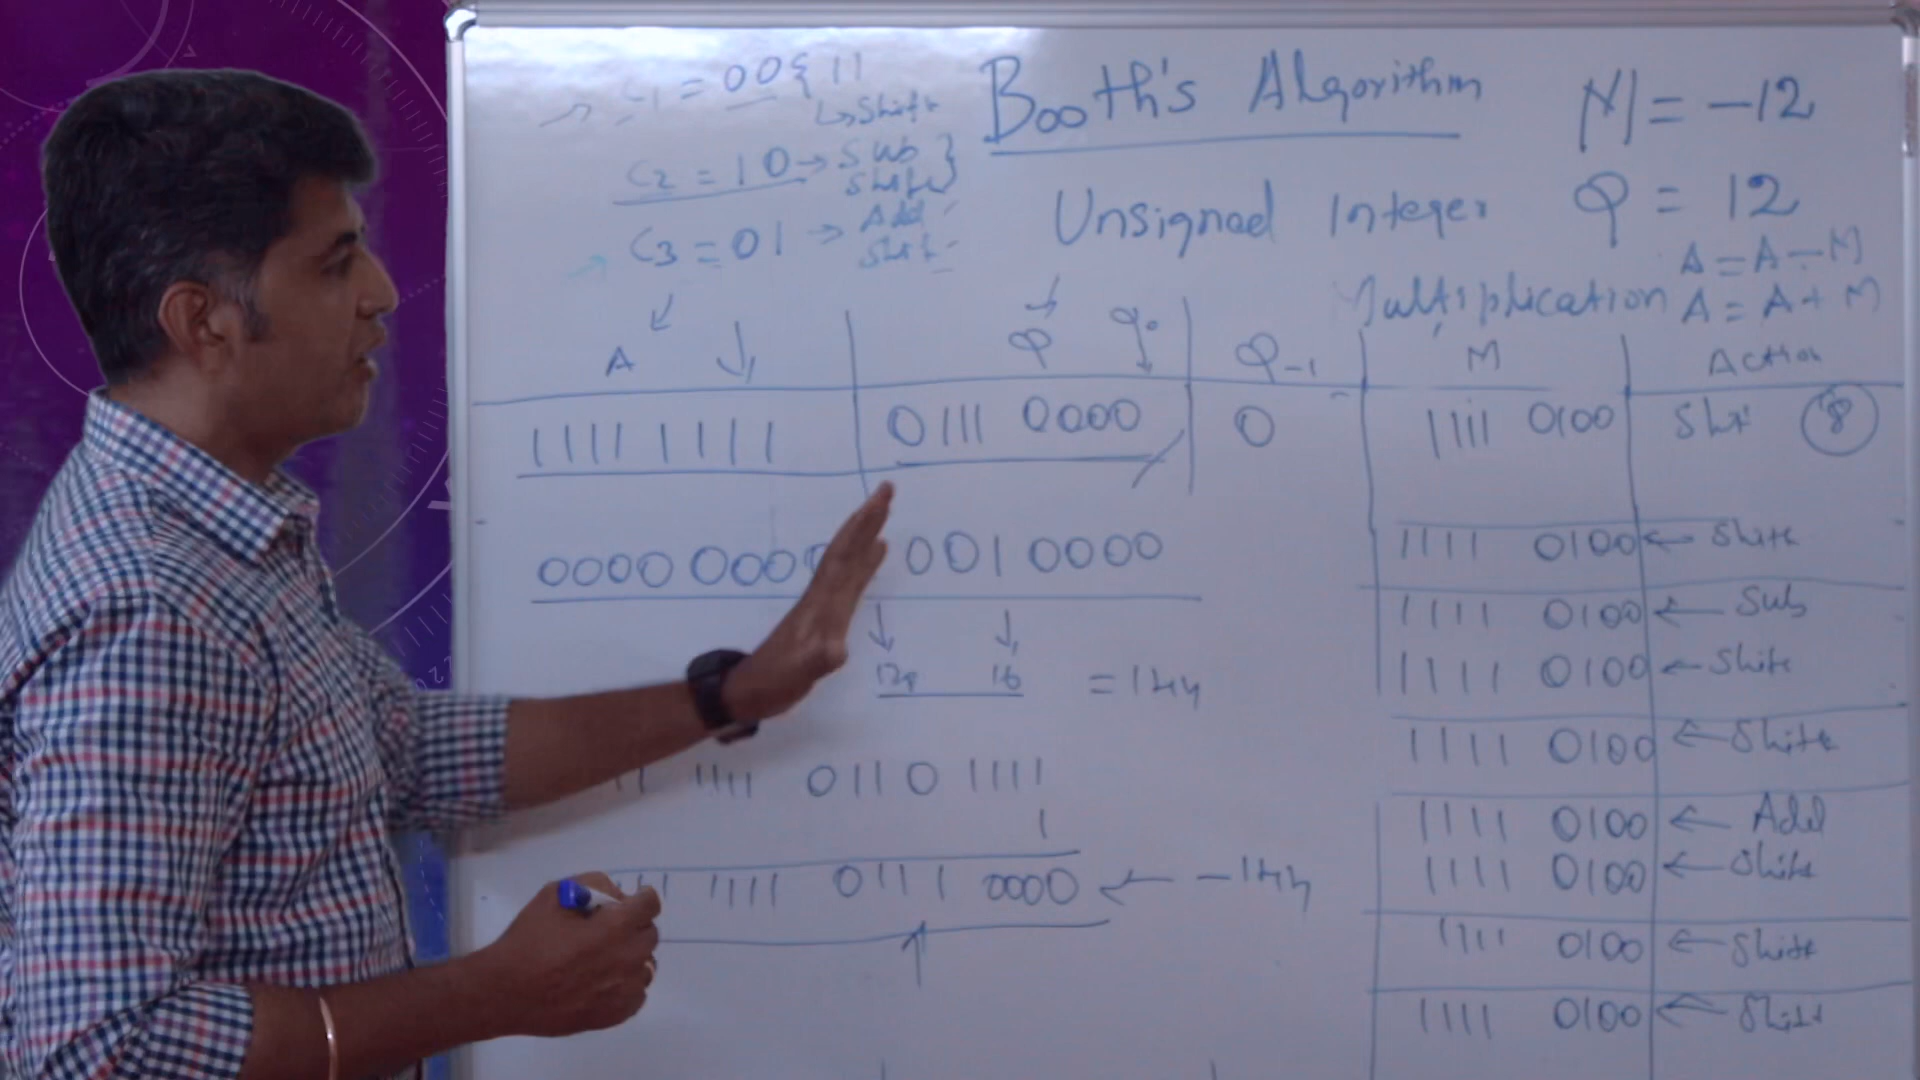 C1 = 00 & 11
↳ Shift
C2 = 10 → Sub
Shift
C3 = 01 → Add
Shift
Booth's Algorithm
Unsigned Integer
Multiplication
M = -12
Q = 12
A = A - M
A = A + M
A Q q0 Q-1 M Action
1111 1111 0111 0000 0 1111 0100 Shift 8
0000 0000 1001 0000
128 16 = 144
1111 0110 1111
1
1111 0111 0000 ← -144
1111 0100 ← Shift
1111 0100 ← Sub
1111 0100 ← Shift
1111 0100 ← Shift
1111 0100 ← Add
1111 0100 ← Shift
1111 0100 ← Shift
1111 0100 ← Shift